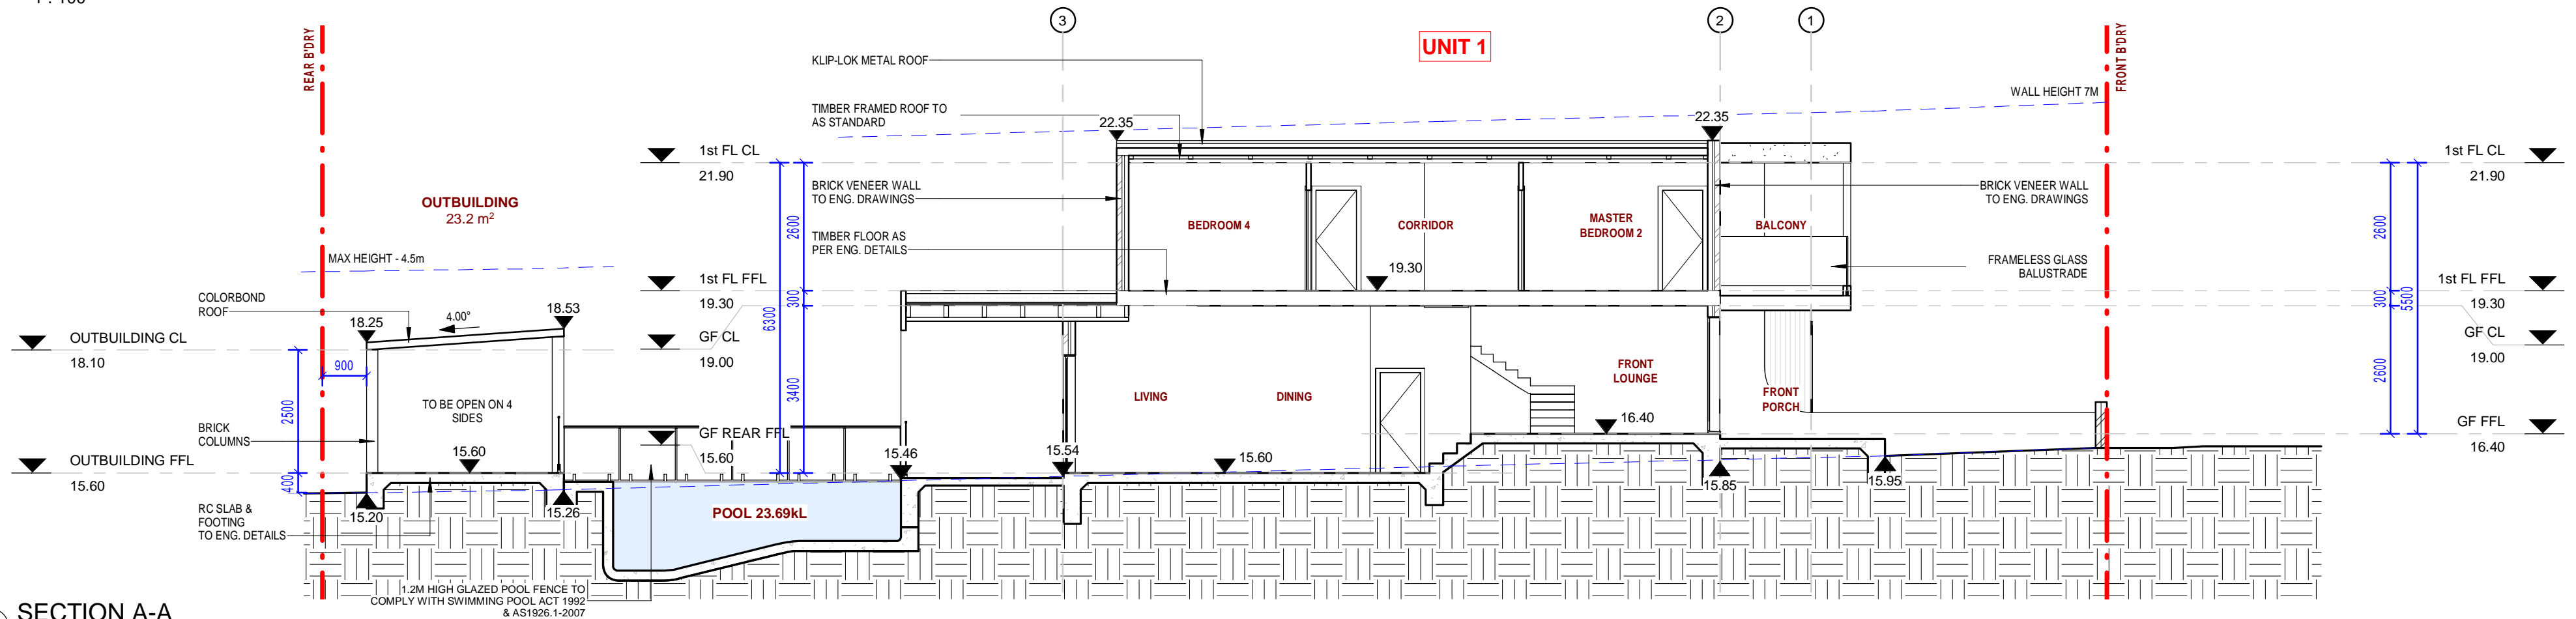 3
2
1
UNIT 1
REAR B'DRY
FRONT B'DRY
KLIP-LOK METAL ROOF
WALL HEIGHT 7M
TIMBER FRAMED ROOF TO
AS STANDARD
22.35
22.35
1st FL CL
21.90
1st FL CL
21.90
BRICK VENEER WALL
TO ENG. DRAWINGS
BRICK VENEER WALL
TO ENG. DRAWINGS
OUTBUILDING
23.2 m²
2600
BEDROOM 4
CORRIDOR
MASTER
BEDROOM 2
BALCONY
2600
TIMBER FLOOR AS
PER ENG. DETAILS
MAX HEIGHT - 4.5m
FRAMELESS GLASS
BALUSTRADE
1st FL FFL
19.30
300
6300
19.30
1st FL FFL
19.30
300
5500
COLORBOND
ROOF
18.25
4.00°
18.53
OUTBUILDING CL
18.10
GF CL
19.00
GF CL
19.00
900
2500
3400
2600
TO BE OPEN ON 4
SIDES
LIVING
DINING
FRONT
LOUNGE
FRONT
PORCH
BRICK
COLUMNS
GF REAR FFL
15.60
16.40
GF FFL
16.40
OUTBUILDING FFL
15.60
400
15.60
15.46
15.54
15.60
15.85
15.95
15.20
15.26
RC SLAB &
FOOTING
TO ENG. DETAILS
POOL 23.69kL
1.2M HIGH GLAZED POOL FENCE TO
COMPLY WITH SWIMMING POOL ACT 1992
& AS1926.1-2007
SECTION A-A